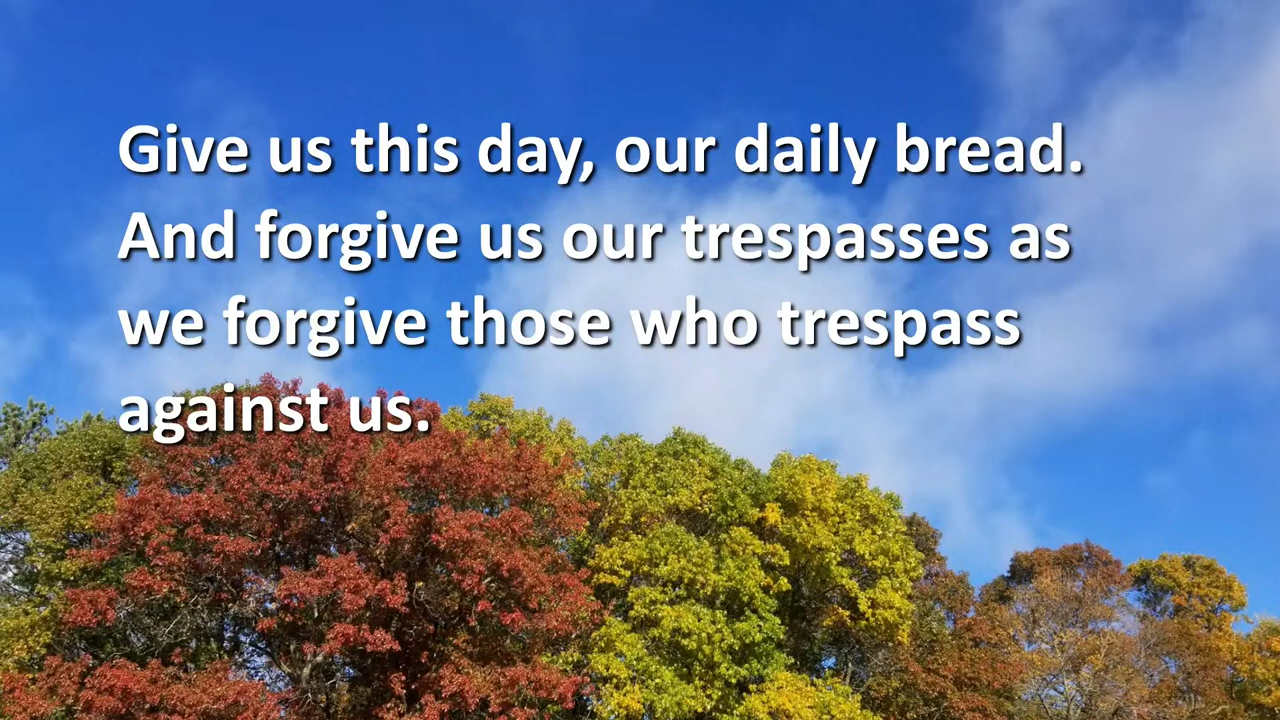 Give us this day, our daily bread.
And forgive us our trespasses as
we forgive those who trespass
against us.